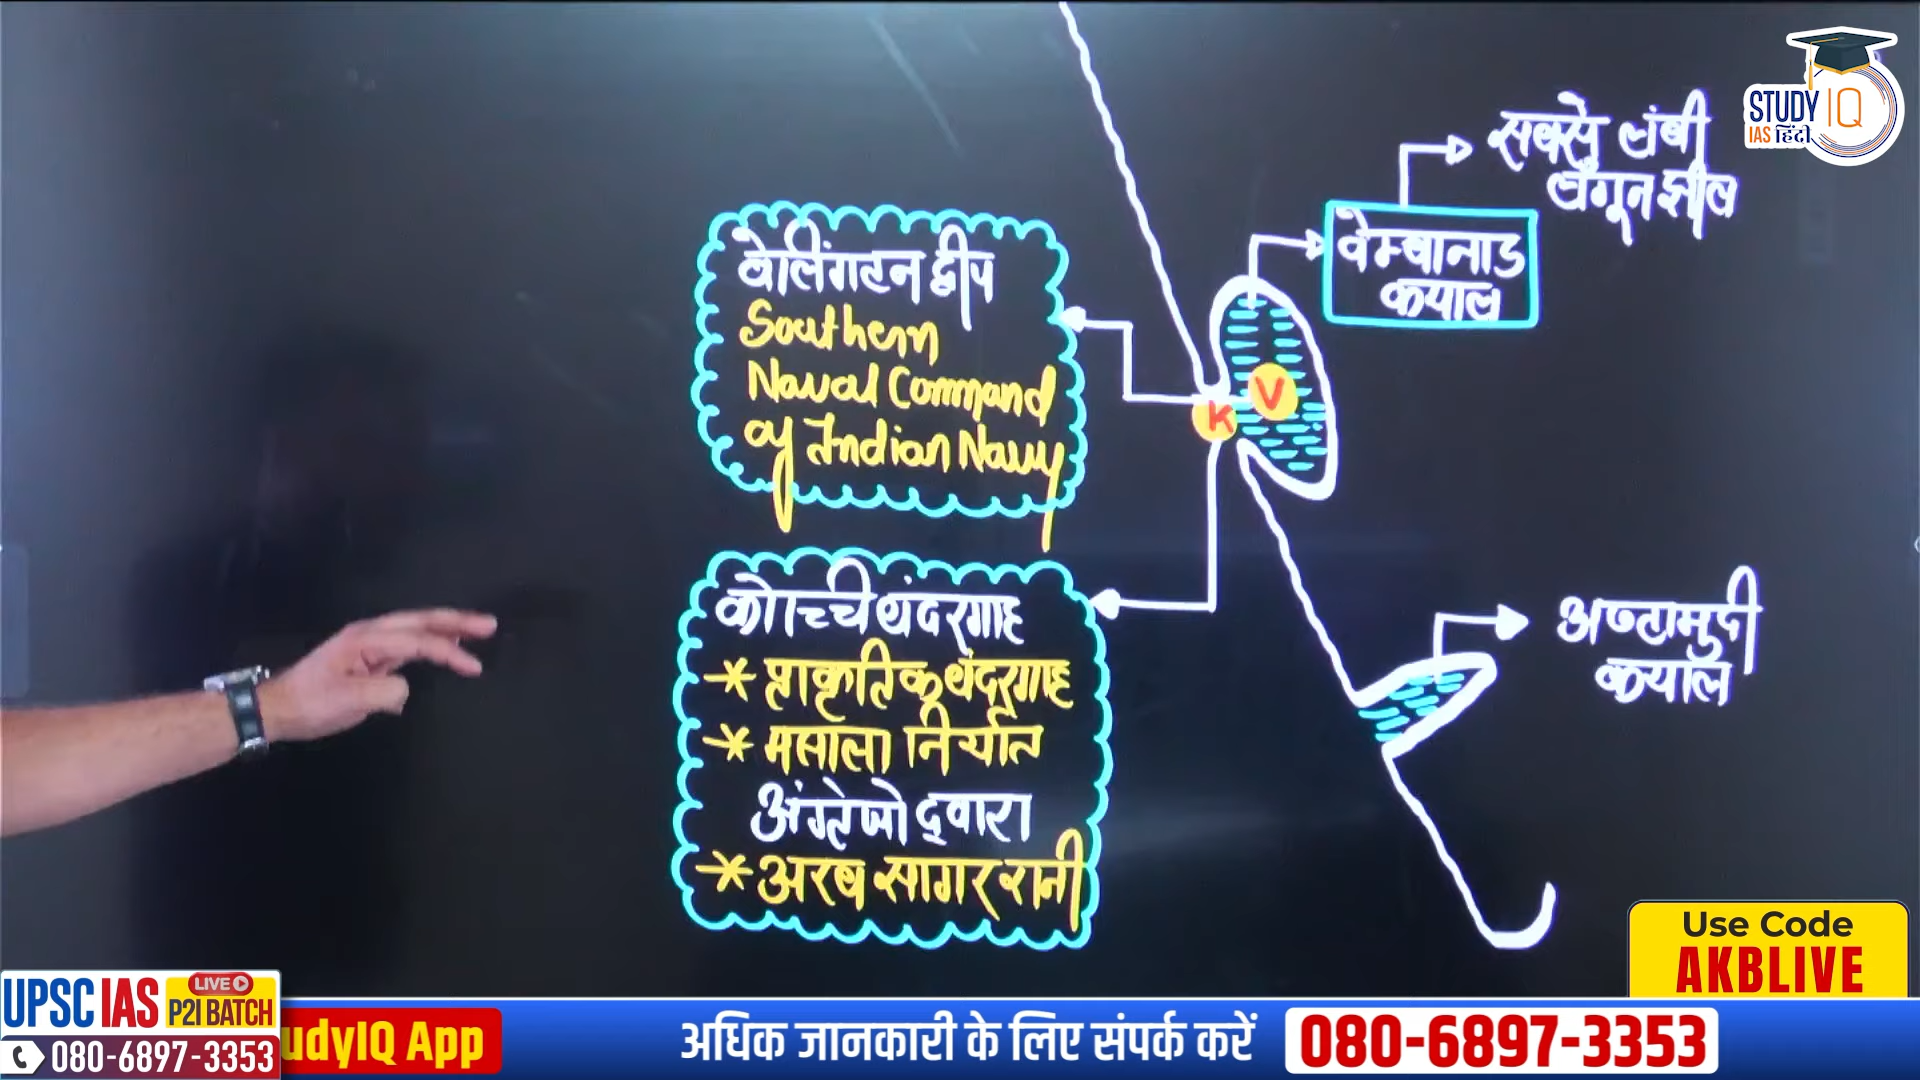 STUDY IQ
IAS हिंदी
सबसे लंबी
लगून झील
वेम्बानाड
कयाल
वेलिंगटन द्वीप
Southern
Naval Command
of Indian Navy
V
K
कोच्ची बंदरगाह
* प्राकृतिक बंदरगाह
* मसाला निर्यात
अंग्रेजो द्वारा
* अरब सागर रानी
अष्टामुदी
कयाल
Use Code
AKBLIVE
UPSC IAS
LIVE
P2I BATCH
080-6897-3353
udyIQ App
अधिक जानकारी के लिए संपर्क करें
080-6897-3353